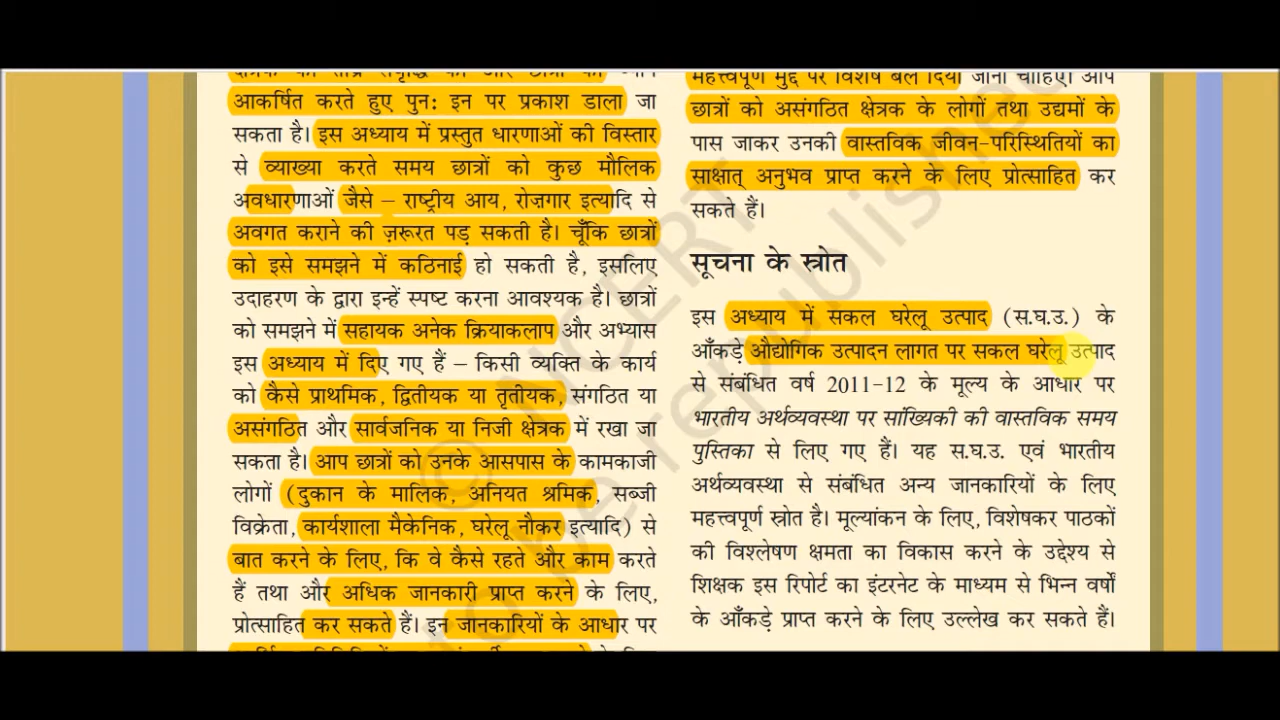 आकर्षित करते हुए पुन: इन पर प्रकाश डाला जा
सकता है। इस अध्याय में प्रस्तुत धारणाओं की विस्तार
से व्याख्या करते समय छात्रों को कुछ मौलिक
अवधारणाओं जैसे – राष्ट्रीय आय, रोज़गार इत्यादि से
अवगत कराने की ज़रूरत पड़ सकती है। चूँकि छात्रों
को इसे समझने में कठिनाई हो सकती है, इसलिए
उदाहरण के द्वारा इन्हें स्पष्ट करना आवश्यक है। छात्रों
को समझने में सहायक अनेक क्रियाकलाप और अभ्यास
इस अध्याय में दिए गए हैं – किसी व्यक्ति के कार्य
को कैसे प्राथमिक, द्वितीयक या तृतीयक, संगठित या
असंगठित और सार्वजनिक या निजी क्षेत्रक में रखा जा
सकता है। आप छात्रों को उनके आसपास के कामकाजी
लोगों (दुकान के मालिक, अनियत श्रमिक, सब्जी
विक्रेता, कार्यशाला मैकेनिक, घरेलू नौकर इत्यादि) से
बात करने के लिए, कि वे कैसे रहते और काम करते
हैं तथा और अधिक जानकारी प्राप्त करने के लिए,
प्रोत्साहित कर सकते हैं। इन जानकारियों के आधार पर
महत्त्वपूर्ण मुद्दे पर विशेष बल दिया जाना चाहिए। आप
छात्रों को असंगठित क्षेत्रक के लोगों तथा उद्यमों के
पास जाकर उनकी वास्तविक जीवन-परिस्थितियों का
साक्षात् अनुभव प्राप्त करने के लिए प्रोत्साहित कर
सकते हैं।
सूचना के स्रोत
इस अध्याय में सकल घरेलू उत्पाद (स.घ.उ.) के
आँकड़े औद्योगिक उत्पादन लागत पर सकल घरेलू उत्पाद
से संबंधित वर्ष 2011-12 के मूल्य के आधार पर
भारतीय अर्थव्यवस्था पर सांख्यिकी की वास्तविक समय
पुस्तिका से लिए गए हैं। यह स.घ.उ. एवं भारतीय
अर्थव्यवस्था से संबंधित अन्य जानकारियों के लिए
महत्त्वपूर्ण स्रोत है। मूल्यांकन के लिए, विशेषकर पाठकों
की विश्लेषण क्षमता का विकास करने के उद्देश्य से
शिक्षक इस रिपोर्ट का इंटरनेट के माध्यम से भिन्न वर्षों
के आँकड़े प्राप्त करने के लिए उल्लेख कर सकते हैं।
© NCERT